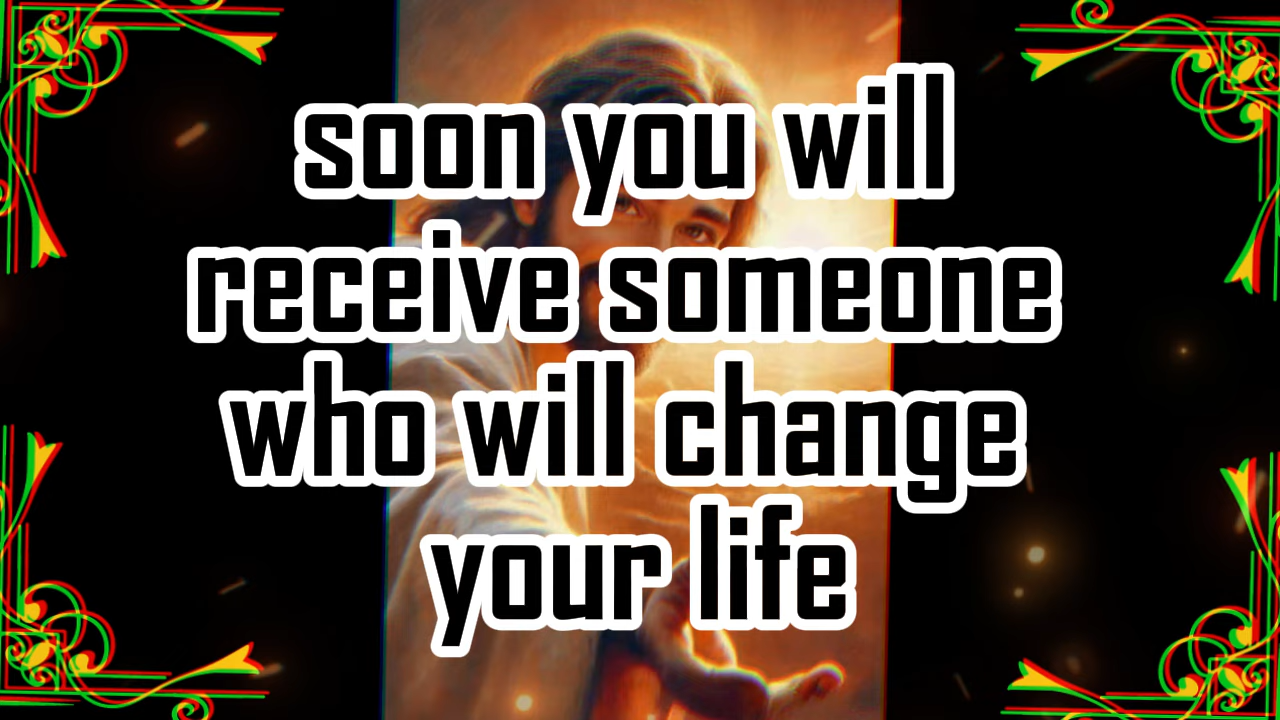 soon you will
receive someone
who will change
your life